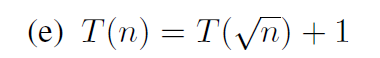 (e) T(n) = T(√n) + 1